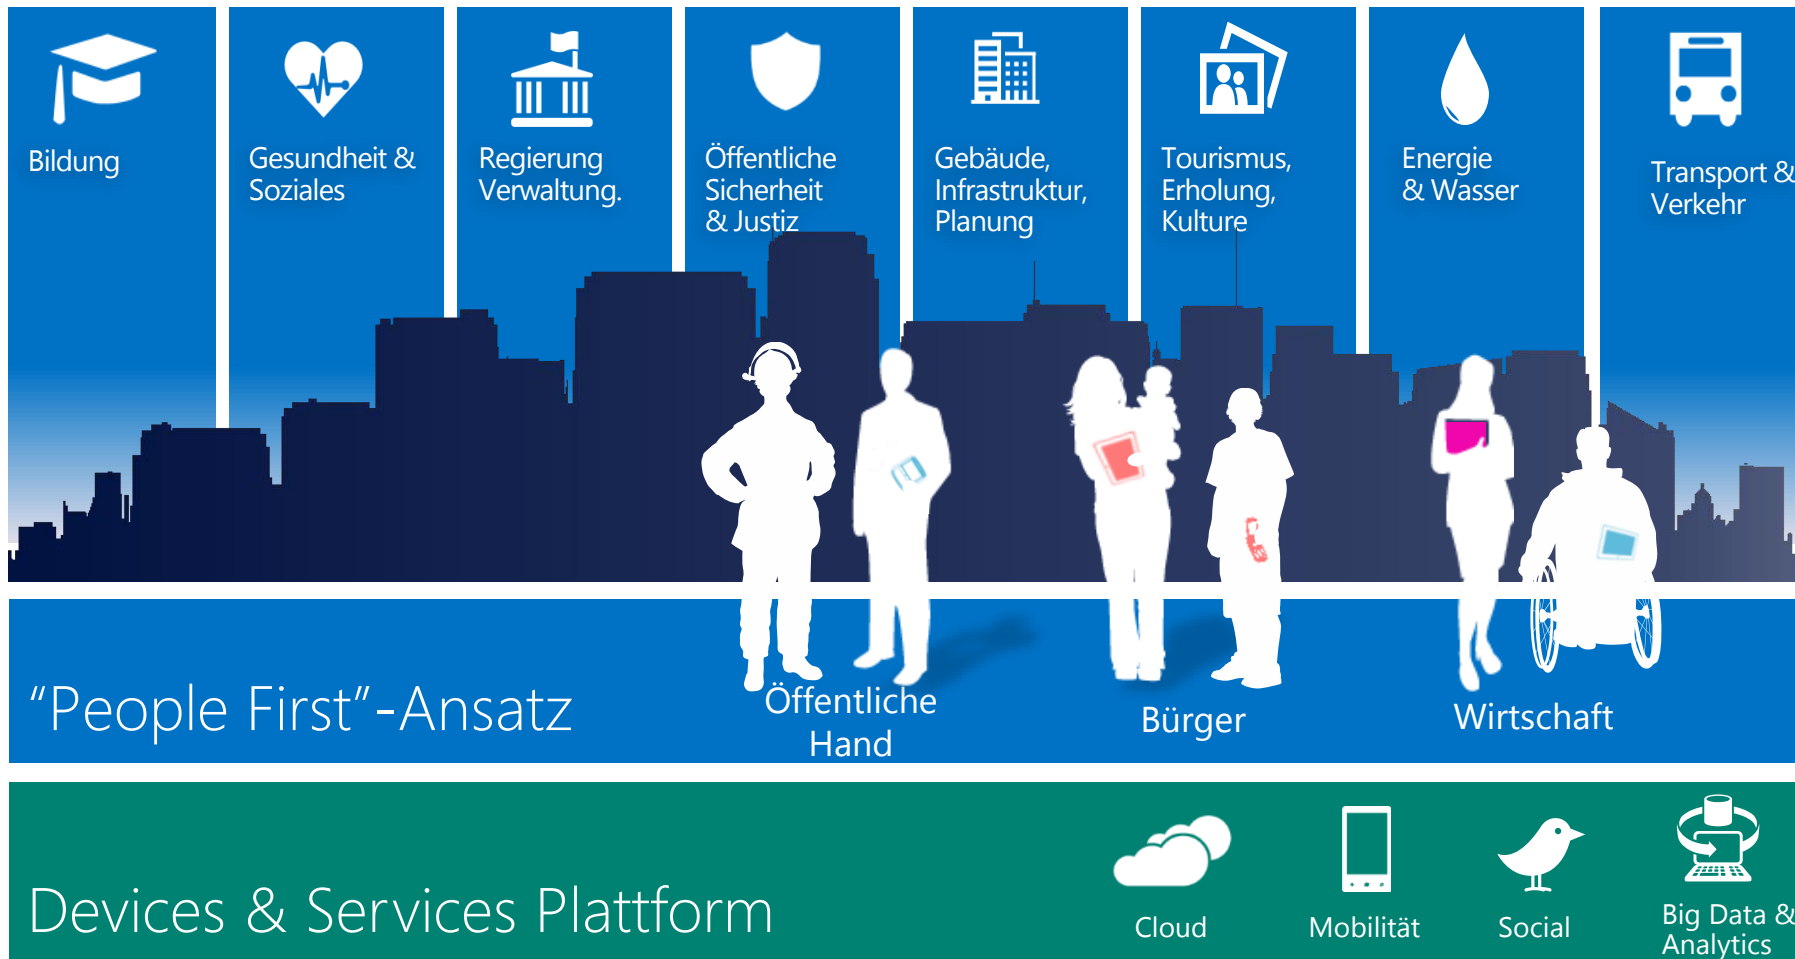 Bildung
Gesundheit &
Soziales
Regierung
Verwaltung.
Öffentliche
Sicherheit
& Justiz
Gebäude,
Infrastruktur,
Planung
Tourismus,
Erholung,
Kulture
Energie
& Wasser
Transport &
Verkehr
“People First”-Ansatz
Öffentliche
Hand
Bürger
Wirtschaft
Devices & Services Plattform
Cloud
Mobilität
Social
Big Data &
Analytics